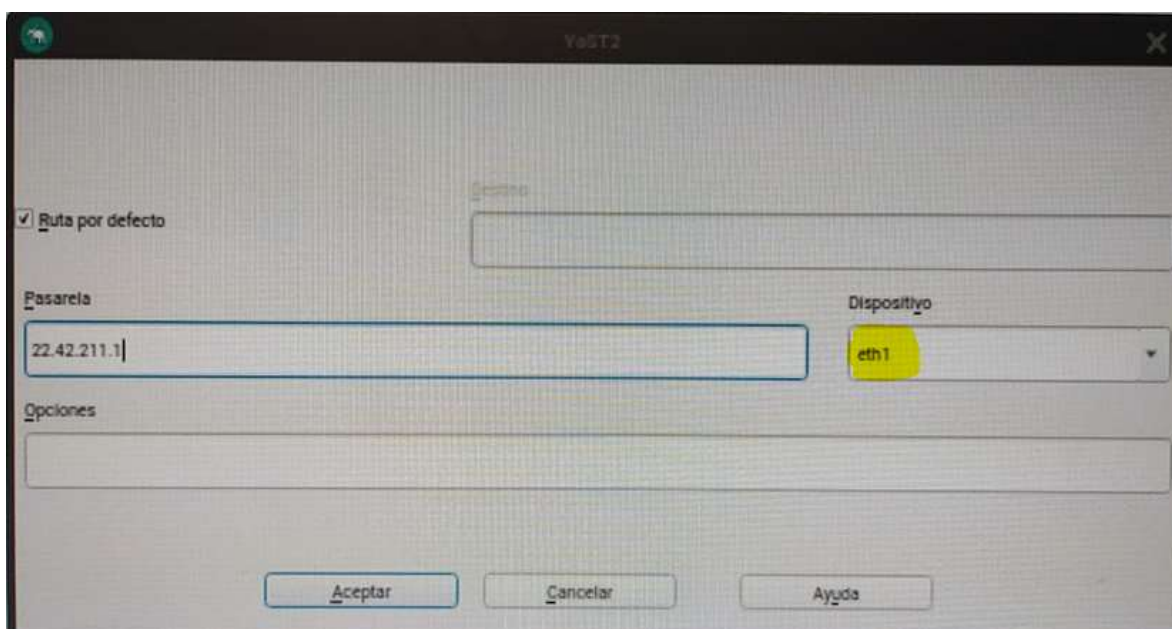 YaST2
Destino
Ruta por defecto
Pasarela
Dispositivo
22.42.211.1
eth1
Opciones
Aceptar
Cancelar
Ayuda